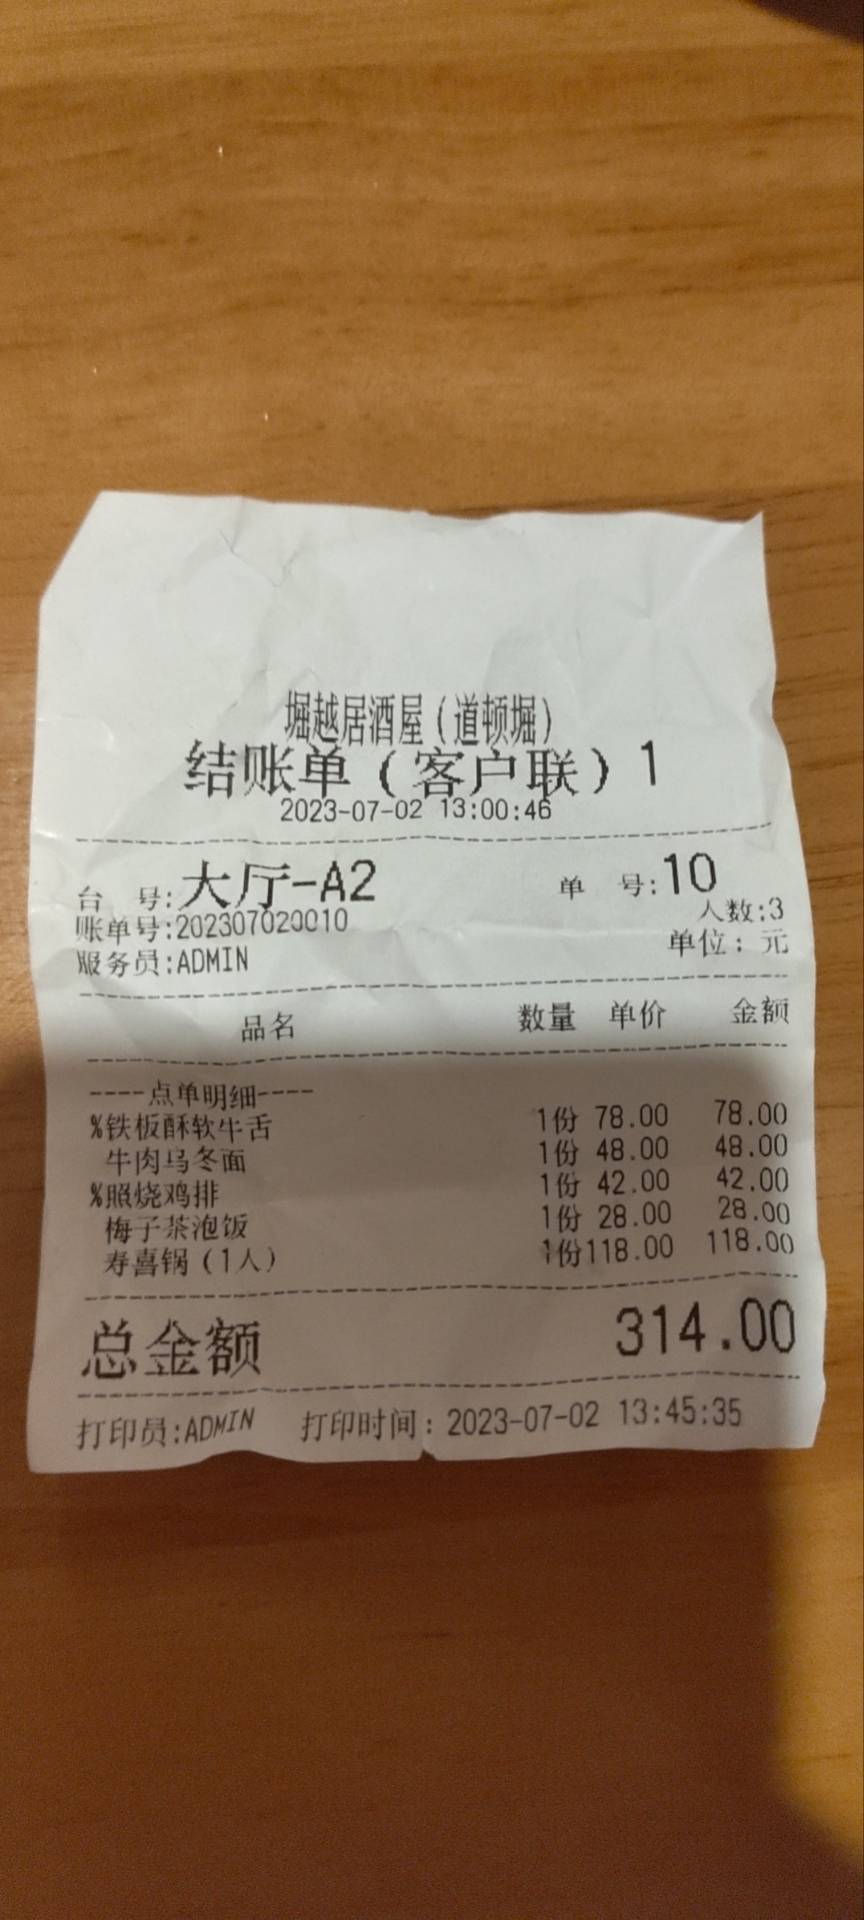 堀越居酒屋(道顿堀)
结账单(客户联)1
2023-07-02 13:00:46
台 号:大厅-A2 单 号:10
账单号:202307020010 人数:3
服务员:ADMIN 单位: 元
品名 数量 单价 金额
----点单明细----
%铁板酥软牛舌 1份 78.00 78.00
牛肉乌冬面 1份 48.00 48.00
%照烧鸡排 1份 42.00 42.00
梅子茶泡饭 1份 28.00 28.00
寿喜锅(1人) 1份118.00 118.00
总金额 314.00
打印员:ADMIN 打印时间: 2023-07-02 13:45:35